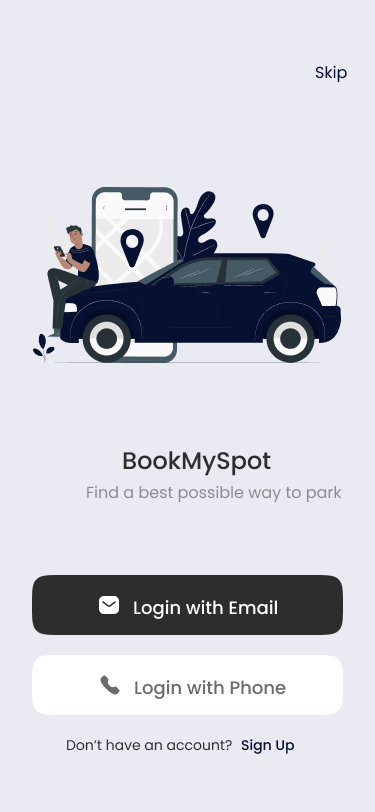 Skip
BookMySpot
Find a best possible way to park
Login with Email
Login with Phone
Don't have an account? Sign Up